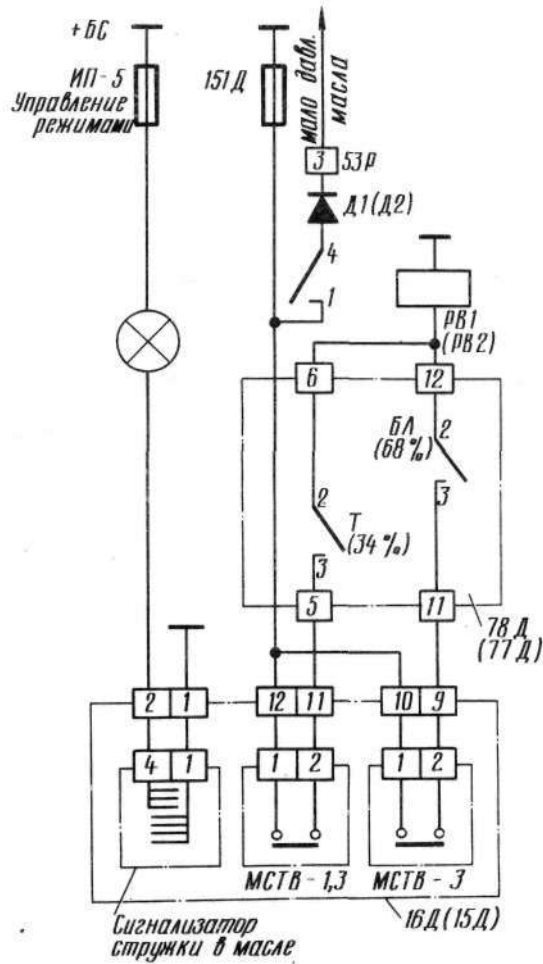 +БС
ИП-5
Управление
режимами
151Д
мало давл.
масла
3
53Р
Д1(Д2)
4
1
РВ1
(РВ2)
6
12
БЛ
(68%)
2
3
2
Т
(34%)
3
5
11
78Д
(77Д)
2 1
12 11
10 9
4 1
1 2
1 2
МСТВ-1,3
МСТВ-3
16Д(15Д)
Сигнализатор
стружки в масле